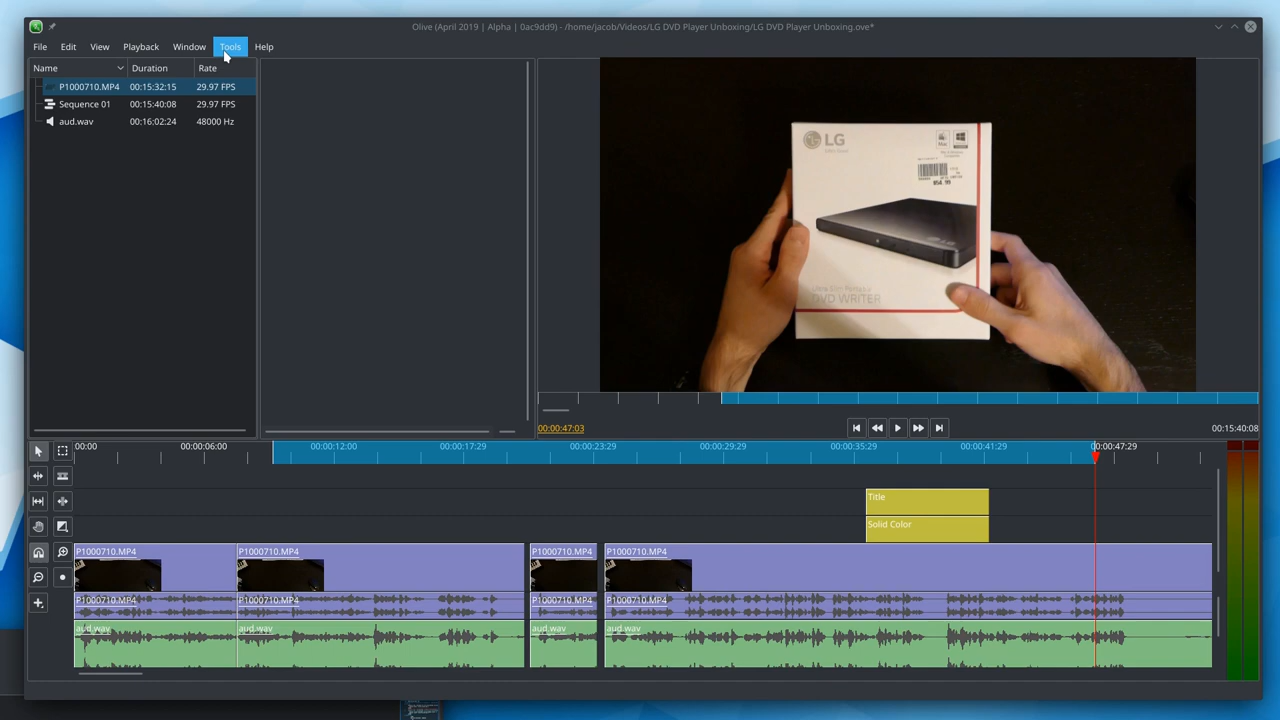 Olive (April 2019 | Alpha | 0ac9dd9) - /home/jacob/Videos/LG DVD Player Unboxing/LG DVD Player Unboxing.ove*
File Edit View Playback Window Tools Help
Name Duration Rate
P1000710.MP4 00:15:32:15 29.97 FPS
Sequence 01 00:15:40:08 29.97 FPS
aud.wav 00:16:02:24 48000 Hz
LG
Mac
DVD WRITER
00:00:47:03
00:15:40:08
00:00 00:00:06:00 00:00:12:00 00:00:17:29 00:00:23:29 00:00:29:29 00:00:35:29 00:00:41:29 00:00:47:29
Title
Solid Color
P1000710.MP4 P1000710.MP4 P1000710.MP4 P1000710.MP4
P1000710.MP4 P1000710.MP4 P1000710.MP4 P1000710.MP4
aud.wav aud.wav aud.wav aud.wav